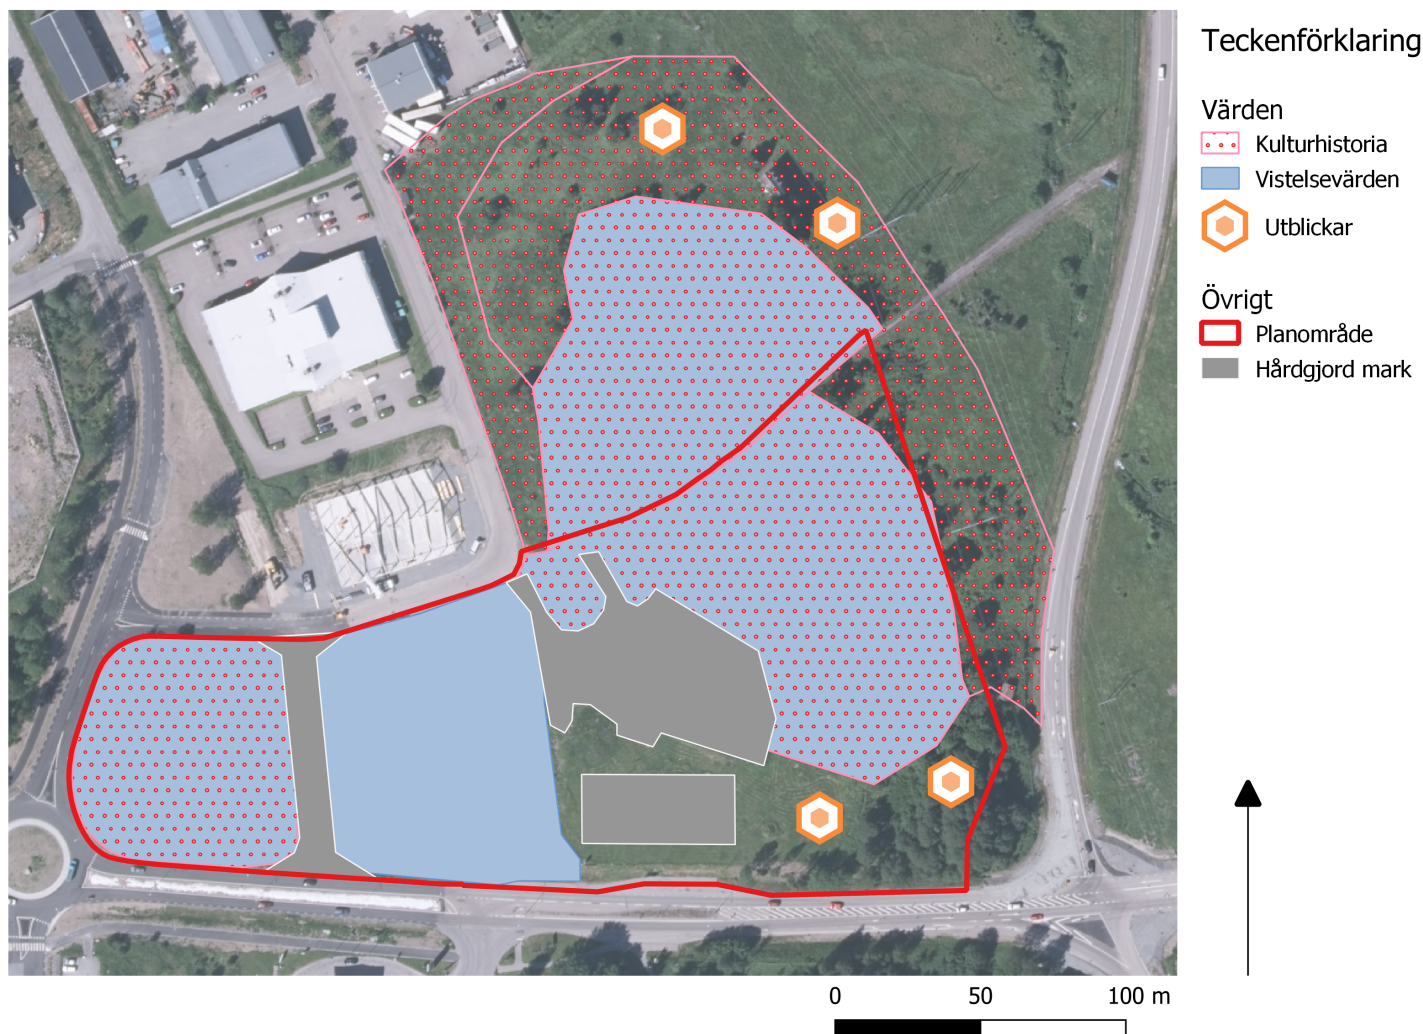 Teckenförklaring
Värden
Kulturhistoria
Vistelsevärden
Utblickar
Övrigt
Planområde
Hårdgjord mark
0 50 100 m